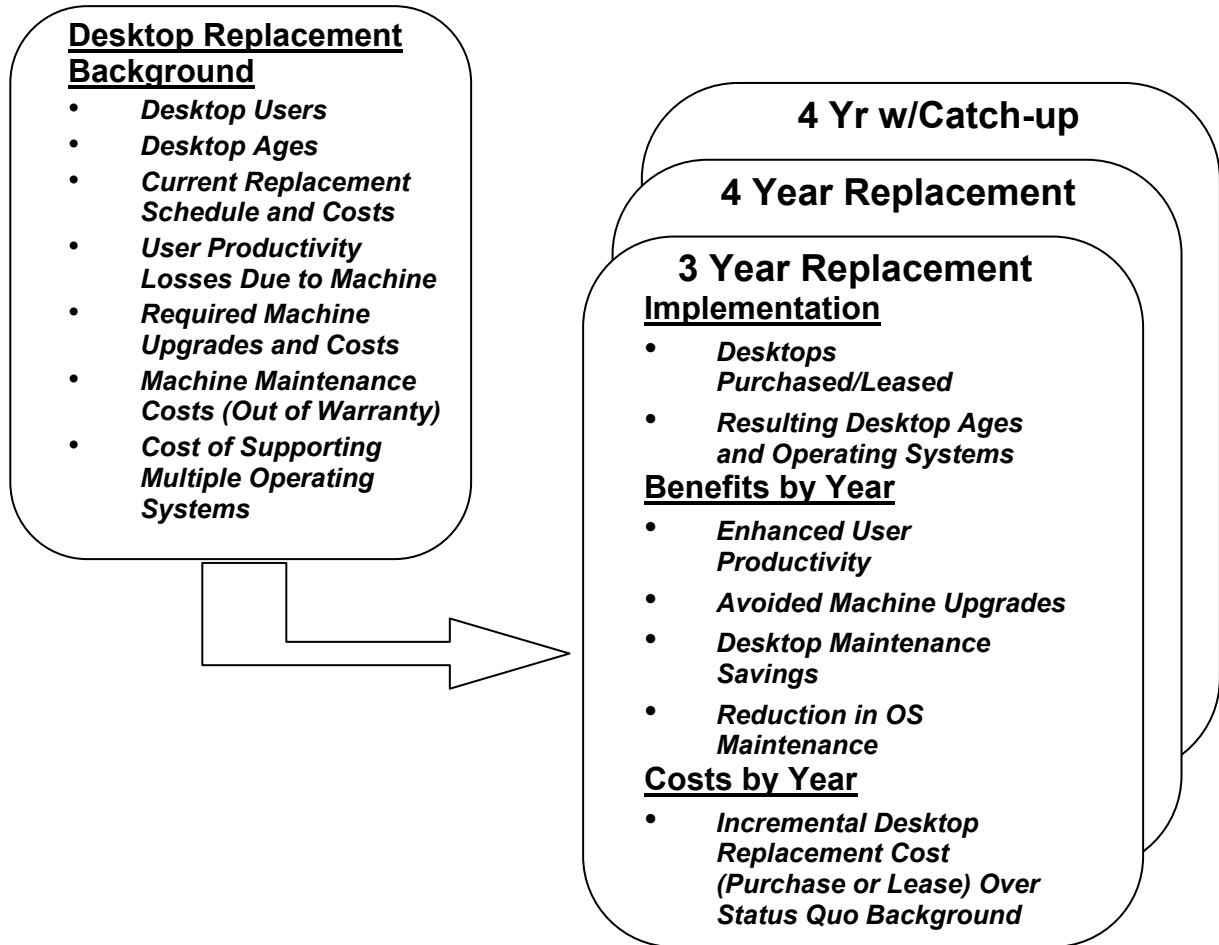 Desktop Replacement
Background
• Desktop Users
• Desktop Ages
• Current Replacement
Schedule and Costs
• User Productivity
Losses Due to Machine
• Required Machine
Upgrades and Costs
• Machine Maintenance
Costs (Out of Warranty)
• Cost of Supporting
Multiple Operating
Systems
4 Yr w/Catch-up
4 Year Replacement
3 Year Replacement
Implementation
• Desktops
Purchased/Leased
• Resulting Desktop Ages
and Operating Systems
Benefits by Year
• Enhanced User
Productivity
• Avoided Machine Upgrades
• Desktop Maintenance
Savings
• Reduction in OS
Maintenance
Costs by Year
• Incremental Desktop
Replacement Cost
(Purchase or Lease) Over
Status Quo Background